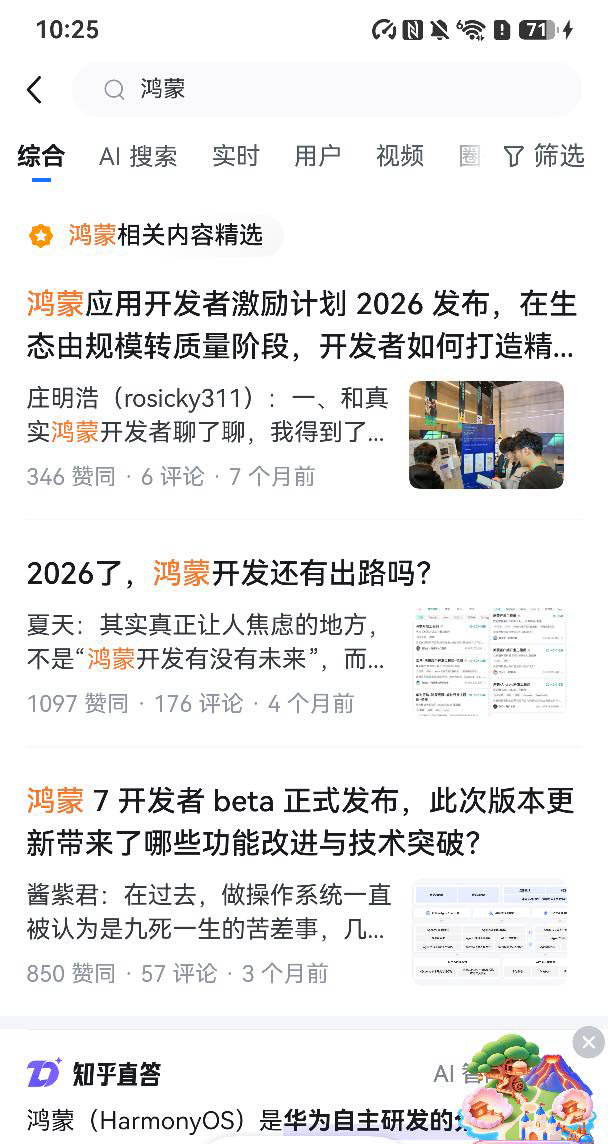 10:25
6
71
鸿蒙
综合 AI 搜索 实时 用户 视频 圈 筛选
鸿蒙相关内容精选
鸿蒙应用开发者激励计划 2026 发布，在生
态由规模转质量阶段，开发者如何打造精...
庄明浩（rosicky311）：一、和真
实鸿蒙开发者聊了聊，我得到了...
346 赞同 · 6 评论 · 7 个月前
2026了，鸿蒙开发还有出路吗？
夏天：其实真正让人焦虑的地方，
不是“鸿蒙开发有没有未来”，而...
1097 赞同 · 176 评论 · 4 个月前
鸿蒙 7 开发者 beta 正式发布，此次版本更
新带来了哪些功能改进与技术突破？
酱紫君：在过去，做操作系统一直
被认为是九死一生的苦差事，几...
850 赞同 · 57 评论 · 3 个月前
知乎直答
AI
鸿蒙（HarmonyOS）是华为自主研发的